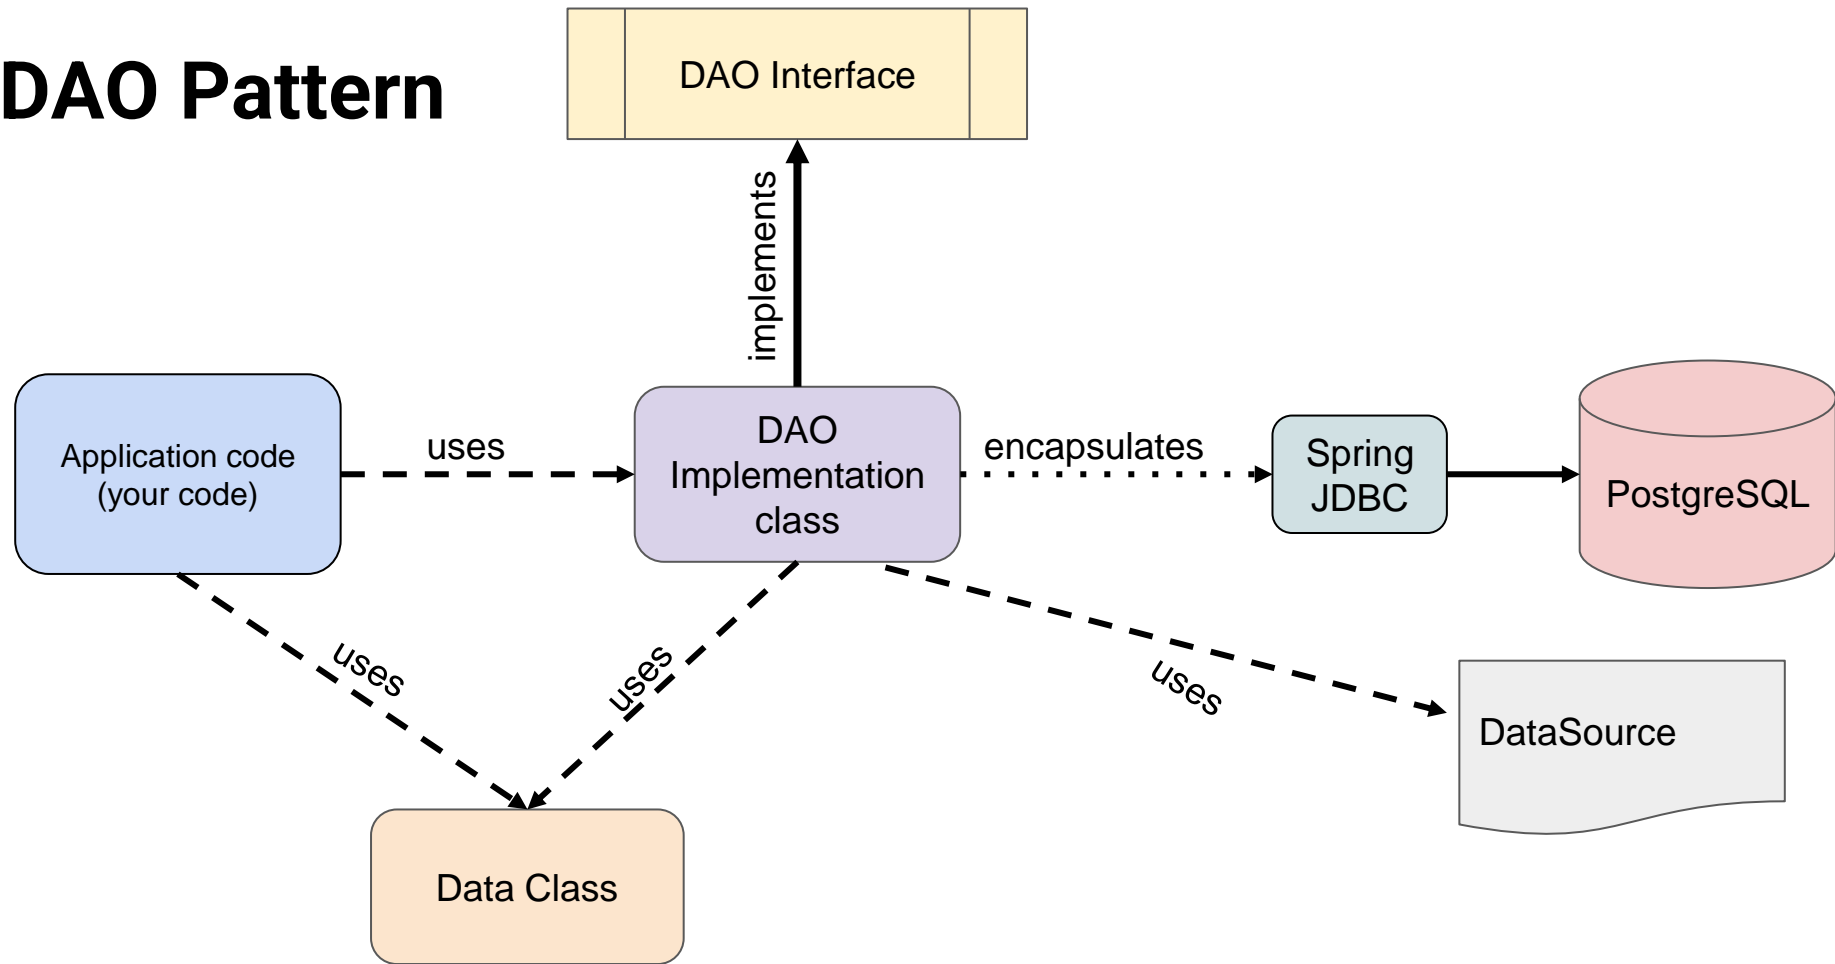 DAO Pattern
DAO Interface
implements
Application code
(your code)
uses
DAO
Implementation
class
encapsulates
Spring
JDBC
PostgreSQL
uses
uses
uses
DataSource
Data Class